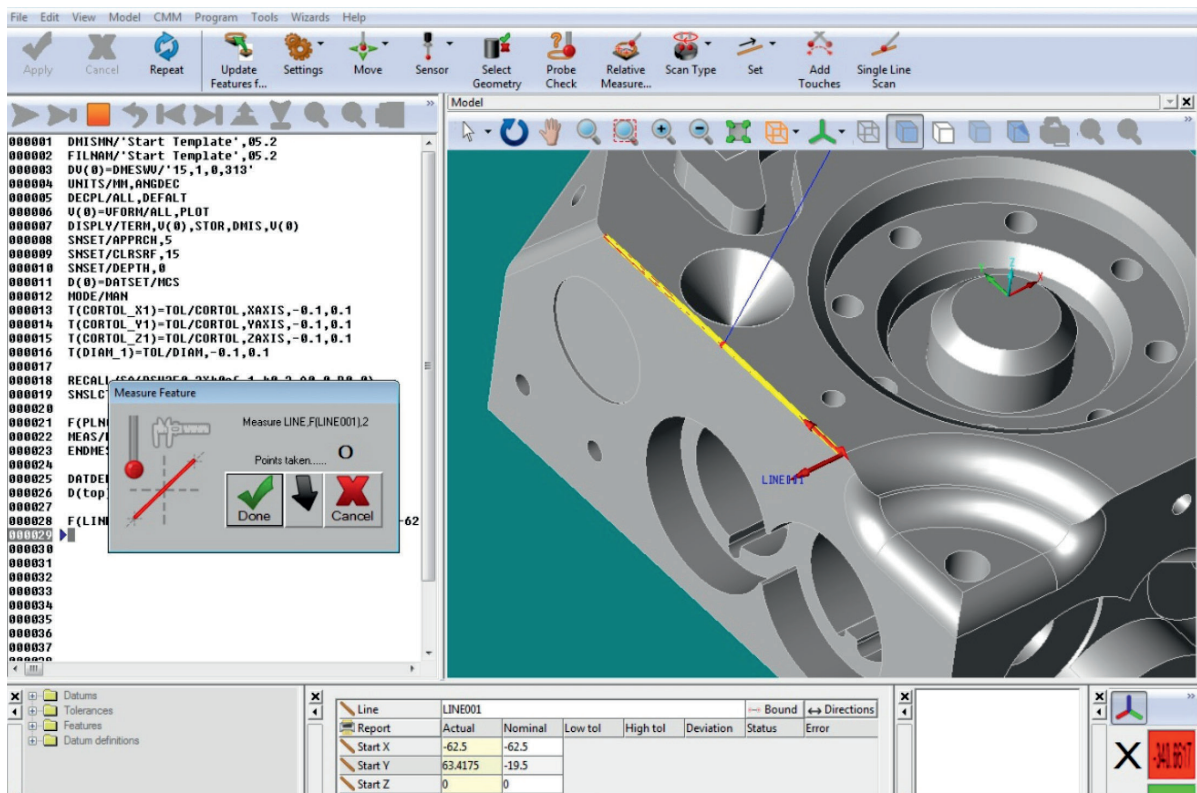 File Edit View Model CMM Program Tools Wizards Help
Apply Cancel Repeat Update Features f... Settings Move Sensor Select Geometry Probe Check Relative Measure... Scan Type Set Add Touches Single Line Scan
Model
000001 DMISMN/'Start Template',05.2
000002 FILNAM/'Start Template',05.2
000003 DV(0)=DMESWV/'15,1,0,313'
000004 UNITS/MM,ANGDEC
000005 DECPL/ALL,DEFALT
000006 V(0)=VFORM/ALL,PLOT
000007 DISPLY/TERM,V(0),STOR,DMIS,V(0)
000008 SNSET/APPRCH,5
000009 SNSET/CLRSRF,15
000010 SNSET/DEPTH,0
000011 D(0)=DATSET/MCS
000012 MODE/MAN
000013 T(CORTOL_X1)=TOL/CORTOL,XAXIS,-0.1,0.1
000014 T(CORTOL_Y1)=TOL/CORTOL,YAXIS,-0.1,0.1
000015 T(CORTOL_Z1)=TOL/CORTOL,ZAXIS,-0.1,0.1
000016 T(DIAM_1)=TOL/DIAM,-0.1,0.1
000017
000018
000019 SNSLCT
000020
000021 F(PLN
000022 MEAS/
000023 ENDMES
000024
000025 DATDEF
000026 D(top
000027
000028 F(LIN -62
000029
000030
000031
000032
000033
000034
000035
000036
000037
Measure Feature
Measure LINE,F(LINE001),2
Points taken...... 0
Done Cancel
LINE001
X
Datums
Tolerances
Features
Datum definitions
Line LINE001 Bound Directions
Report Actual Nominal Low tol High tol Deviation Status Error
Start X -62.5 -62.5
Start Y 63.4175 -19.5
Start Z 0 0
X